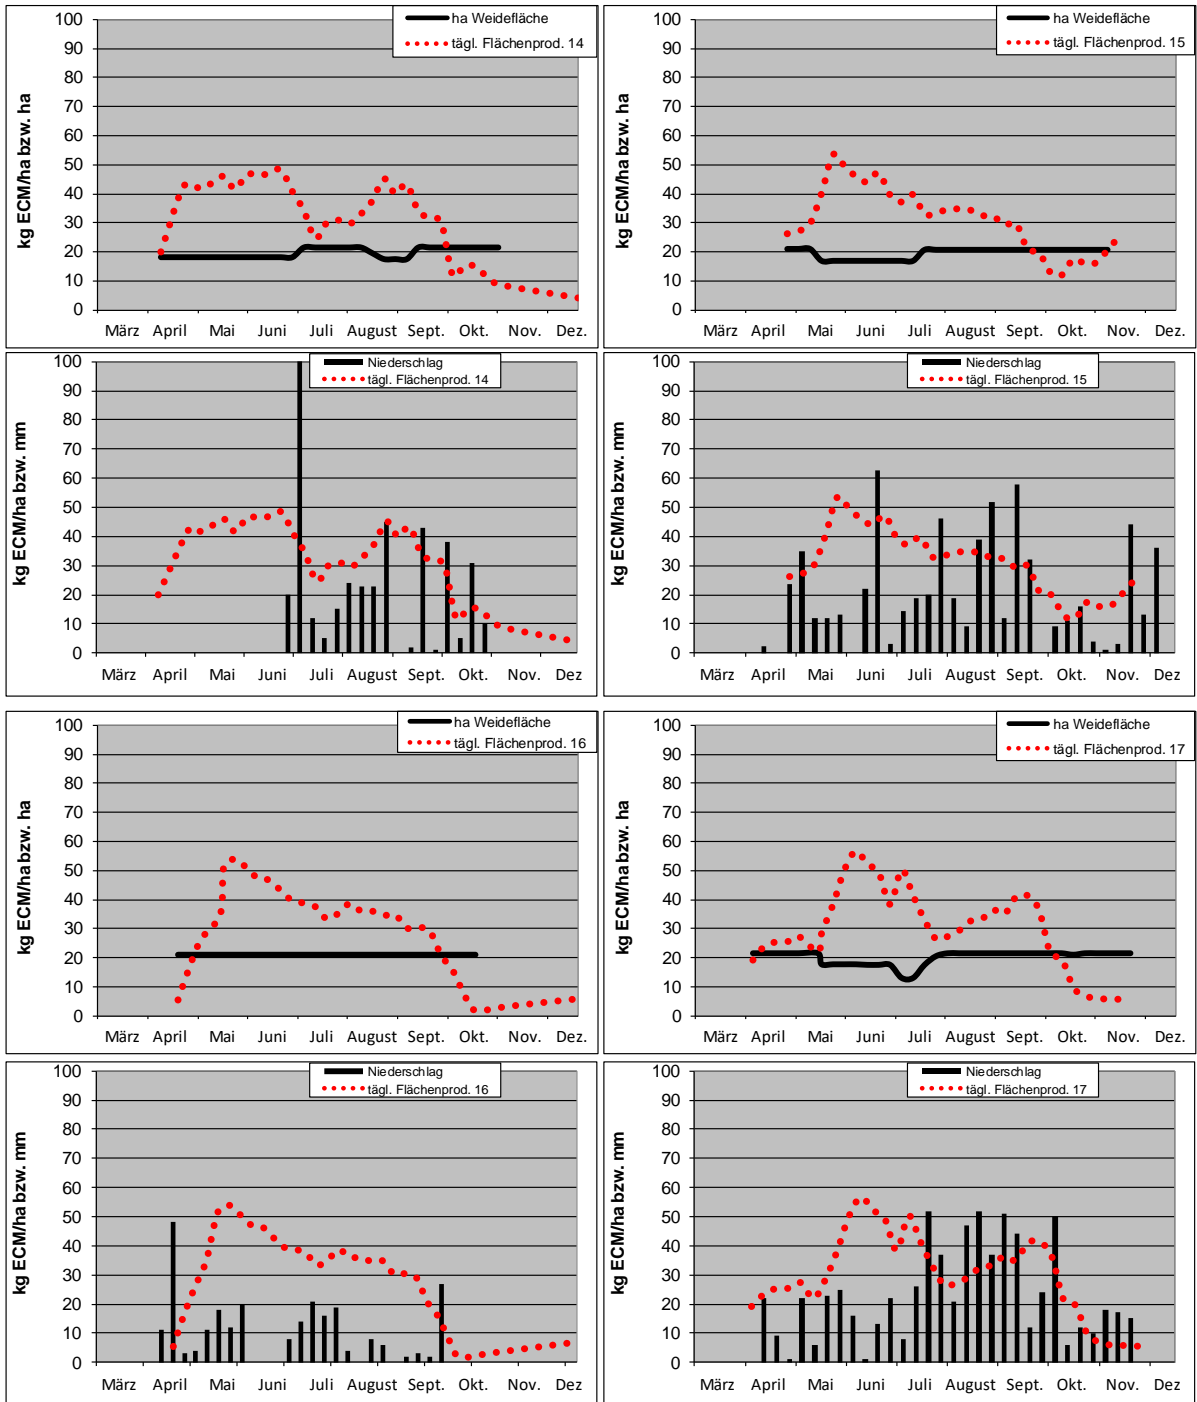 ha Weidefläche
tägl. Flächenprod. 14
kg ECM/ha bzw. ha
100
90
80
70
60
50
40
30
20
10
0
März April Mai Juni Juli August Sept. Okt. Nov. Dez.
ha Weidefläche
tägl. Flächenprod. 15
kg ECM/ha bzw. ha
100
90
80
70
60
50
40
30
20
10
0
März April Mai Juni Juli August Sept. Okt. Nov. Dez.
Niederschlag
tägl. Flächenprod. 14
kg ECM/ha bzw. mm
100
90
80
70
60
50
40
30
20
10
0
März April Mai Juni Juli August Sept. Okt. Nov. Dez
Niederschlag
tägl. Flächenprod. 15
kg ECM/ha bzw. mm
100
90
80
70
60
50
40
30
20
10
0
März April Mai Juni Juli August Sept. Okt. Nov. Dez
ha Weidefläche
tägl. Flächenprod. 16
kg ECM/ha bzw. ha
100
90
80
70
60
50
40
30
20
10
0
März April Mai Juni Juli August Sept. Okt. Nov. Dez.
ha Weidefläche
tägl. Flächenprod. 17
kg ECM/ha bzw. ha
100
90
80
70
60
50
40
30
20
10
0
März April Mai Juni Juli August Sept. Okt. Nov. Dez.
Niederschlag
tägl. Flächenprod. 16
kg ECM/ha bzw. mm
100
90
80
70
60
50
40
30
20
10
0
März April Mai Juni Juli August Sept. Okt. Nov. Dez
Niederschlag
tägl. Flächenprod. 17
kg ECM/ha bzw. mm
100
90
80
70
60
50
40
30
20
10
0
März April Mai Juni Juli August Sept. Okt. Nov. Dez